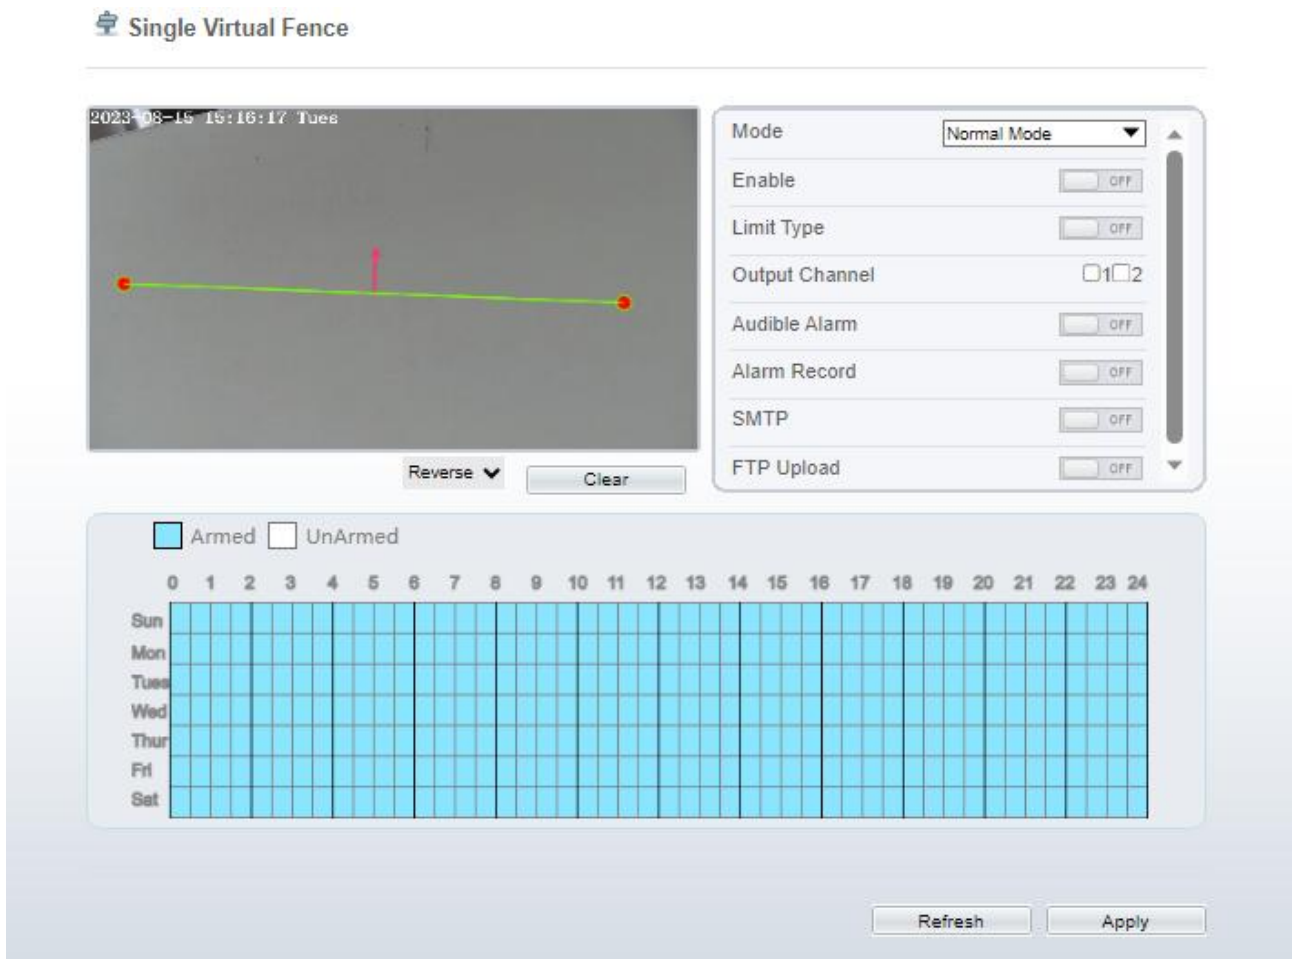 Single Virtual Fence
2023-08-15 15:16:17 Tues
Mode Normal Mode
Enable OFF
Limit Type OFF
Output Channel 1 2
Audible Alarm OFF
Alarm Record OFF
SMTP OFF
FTP Upload OFF
Reverse Clear
Armed UnArmed
0 1 2 3 4 5 6 7 8 9 10 11 12 13 14 15 16 17 18 19 20 21 22 23 24
Sun
Mon
Tues
Wed
Thur
Fri
Sat
Refresh Apply